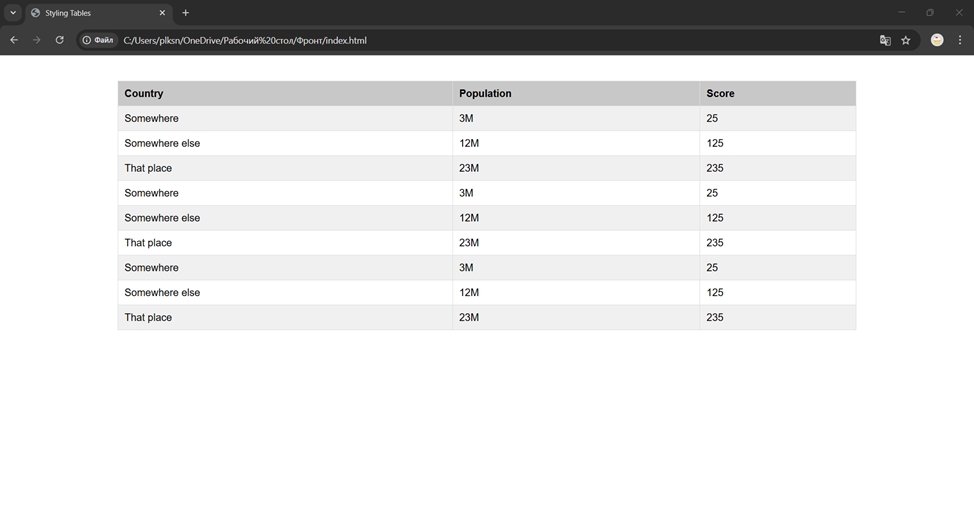 Styling Tables
Файл C:/Users/plksn/OneDrive/Рабочий%20стол/Фронт/index.html
Country Population Score
Somewhere 3M 25
Somewhere else 12M 125
That place 23M 235
Somewhere 3M 25
Somewhere else 12M 125
That place 23M 235
Somewhere 3M 25
Somewhere else 12M 125
That place 23M 235